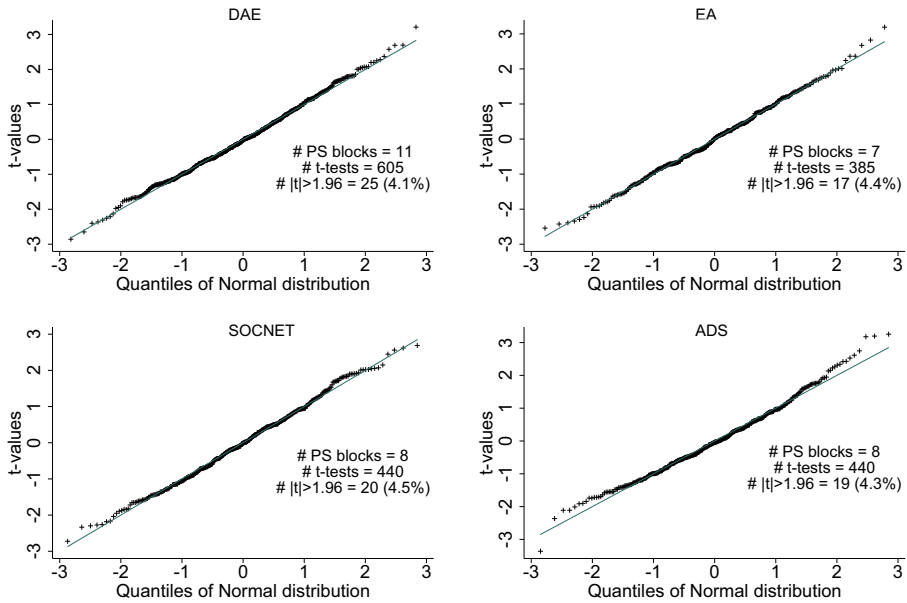 DAE
t-values
3
2
1
0
-1
-2
-3
# PS blocks = 11
# t-tests = 605
# |t|>1.96 = 25 (4.1%)
-3 -2 -1 0 1 2 3
Quantiles of Normal distribution
EA
t-values
3
2
1
0
-1
-2
-3
# PS blocks = 7
# t-tests = 385
# |t|>1.96 = 17 (4.4%)
-3 -2 -1 0 1 2 3
Quantiles of Normal distribution
SOCNET
t-values
3
2
1
0
-1
-2
-3
# PS blocks = 8
# t-tests = 440
# |t|>1.96 = 20 (4.5%)
-3 -2 -1 0 1 2 3
Quantiles of Normal distribution
ADS
t-values
3
2
1
0
-1
-2
-3
# PS blocks = 8
# t-tests = 440
# |t|>1.96 = 19 (4.3%)
-3 -2 -1 0 1 2 3
Quantiles of Normal distribution